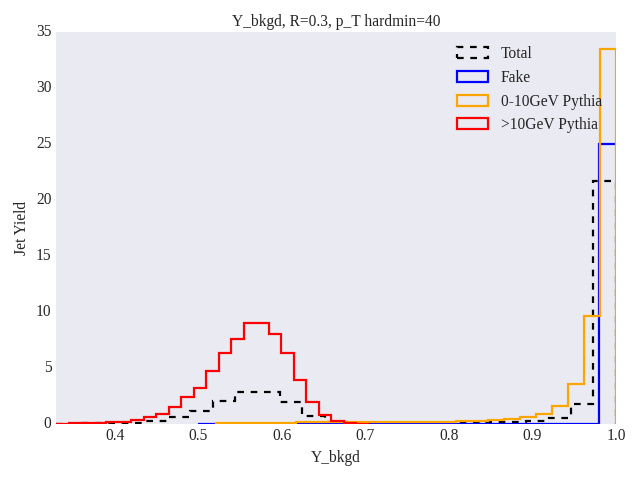 Y_bkgd, R=0.3, p_T hardmin=40
35
30
25
20
15
10
5
0
Jet Yield
Total
Fake
0-10GeV Pythia
>10GeV Pythia
0.4 0.5 0.6 0.7 0.8 0.9 1.0
Y_bkgd